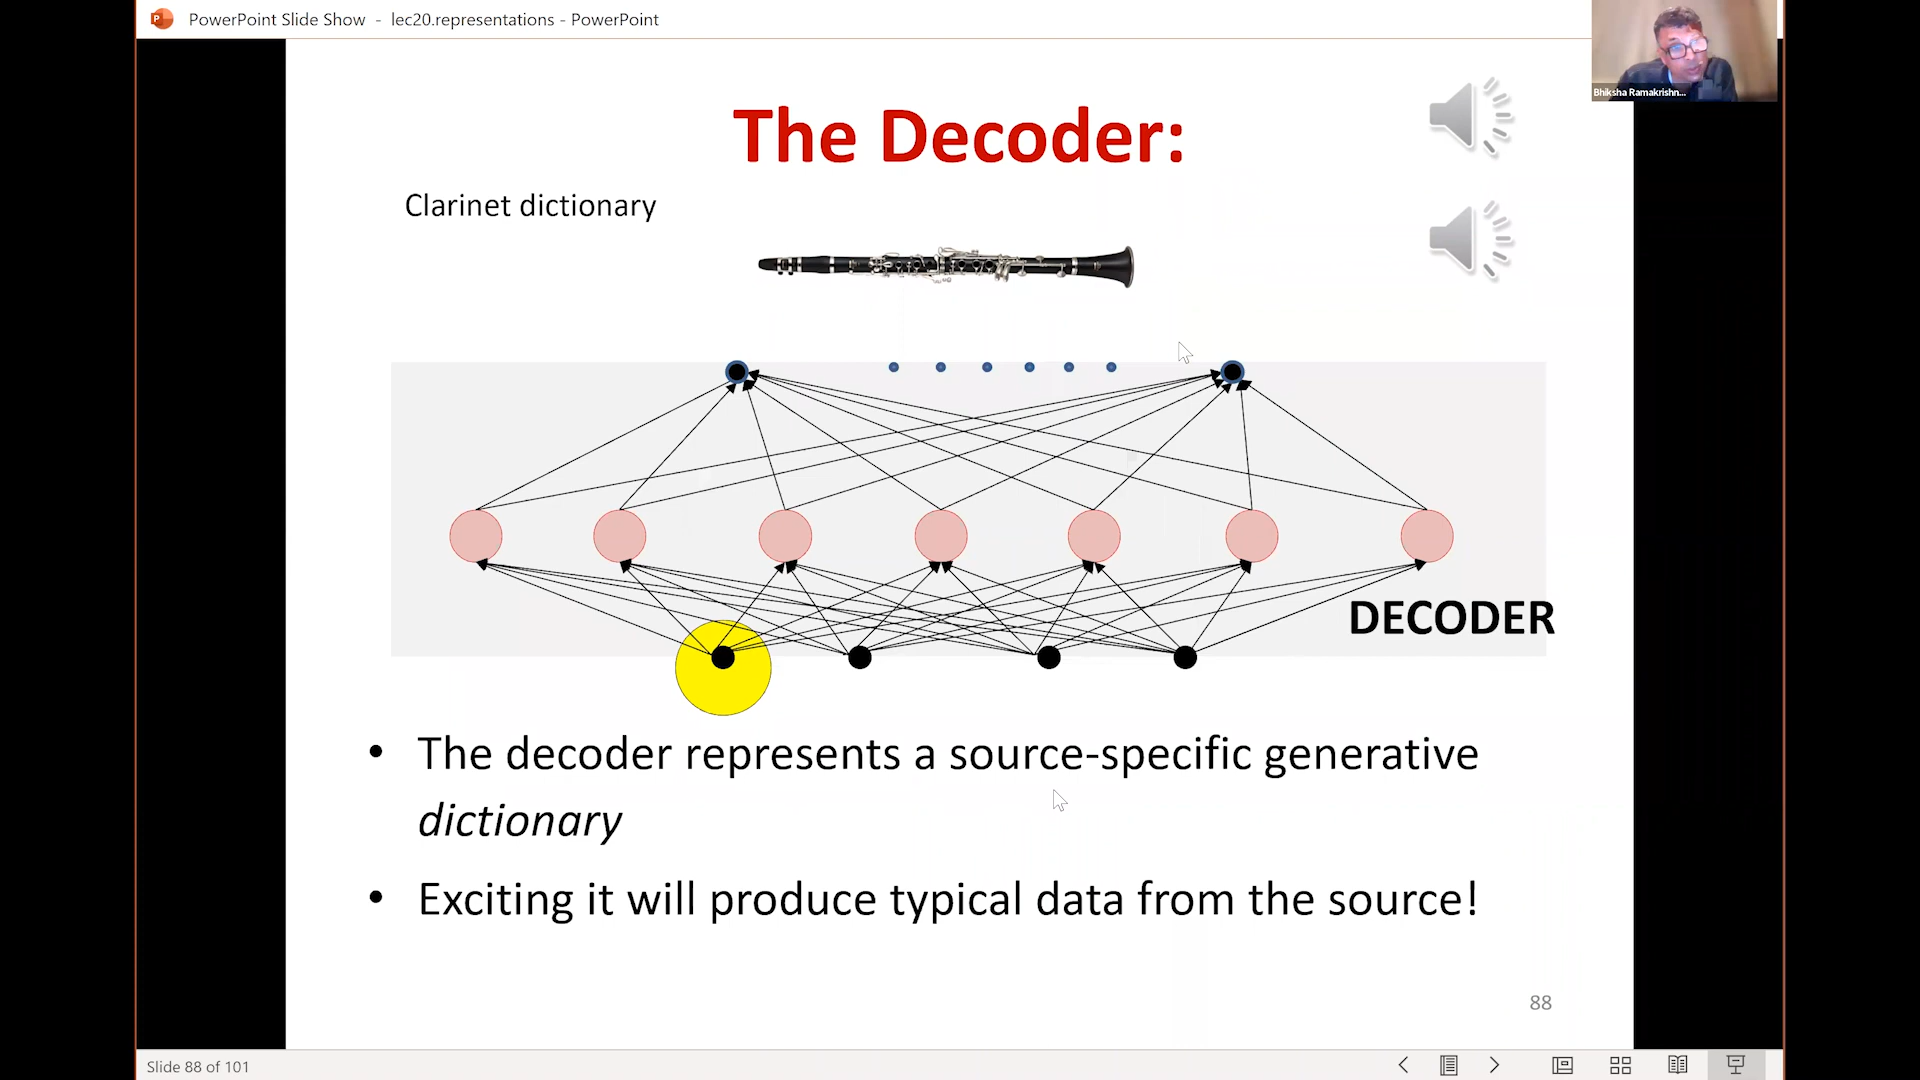 PowerPoint Slide Show - lec20.representations - PowerPoint
Bhiksha Ramakrishn...
The Decoder:
Clarinet dictionary
DECODER
• The decoder represents a source-specific generative
dictionary
• Exciting it will produce typical data from the source!
88
Slide 88 of 101